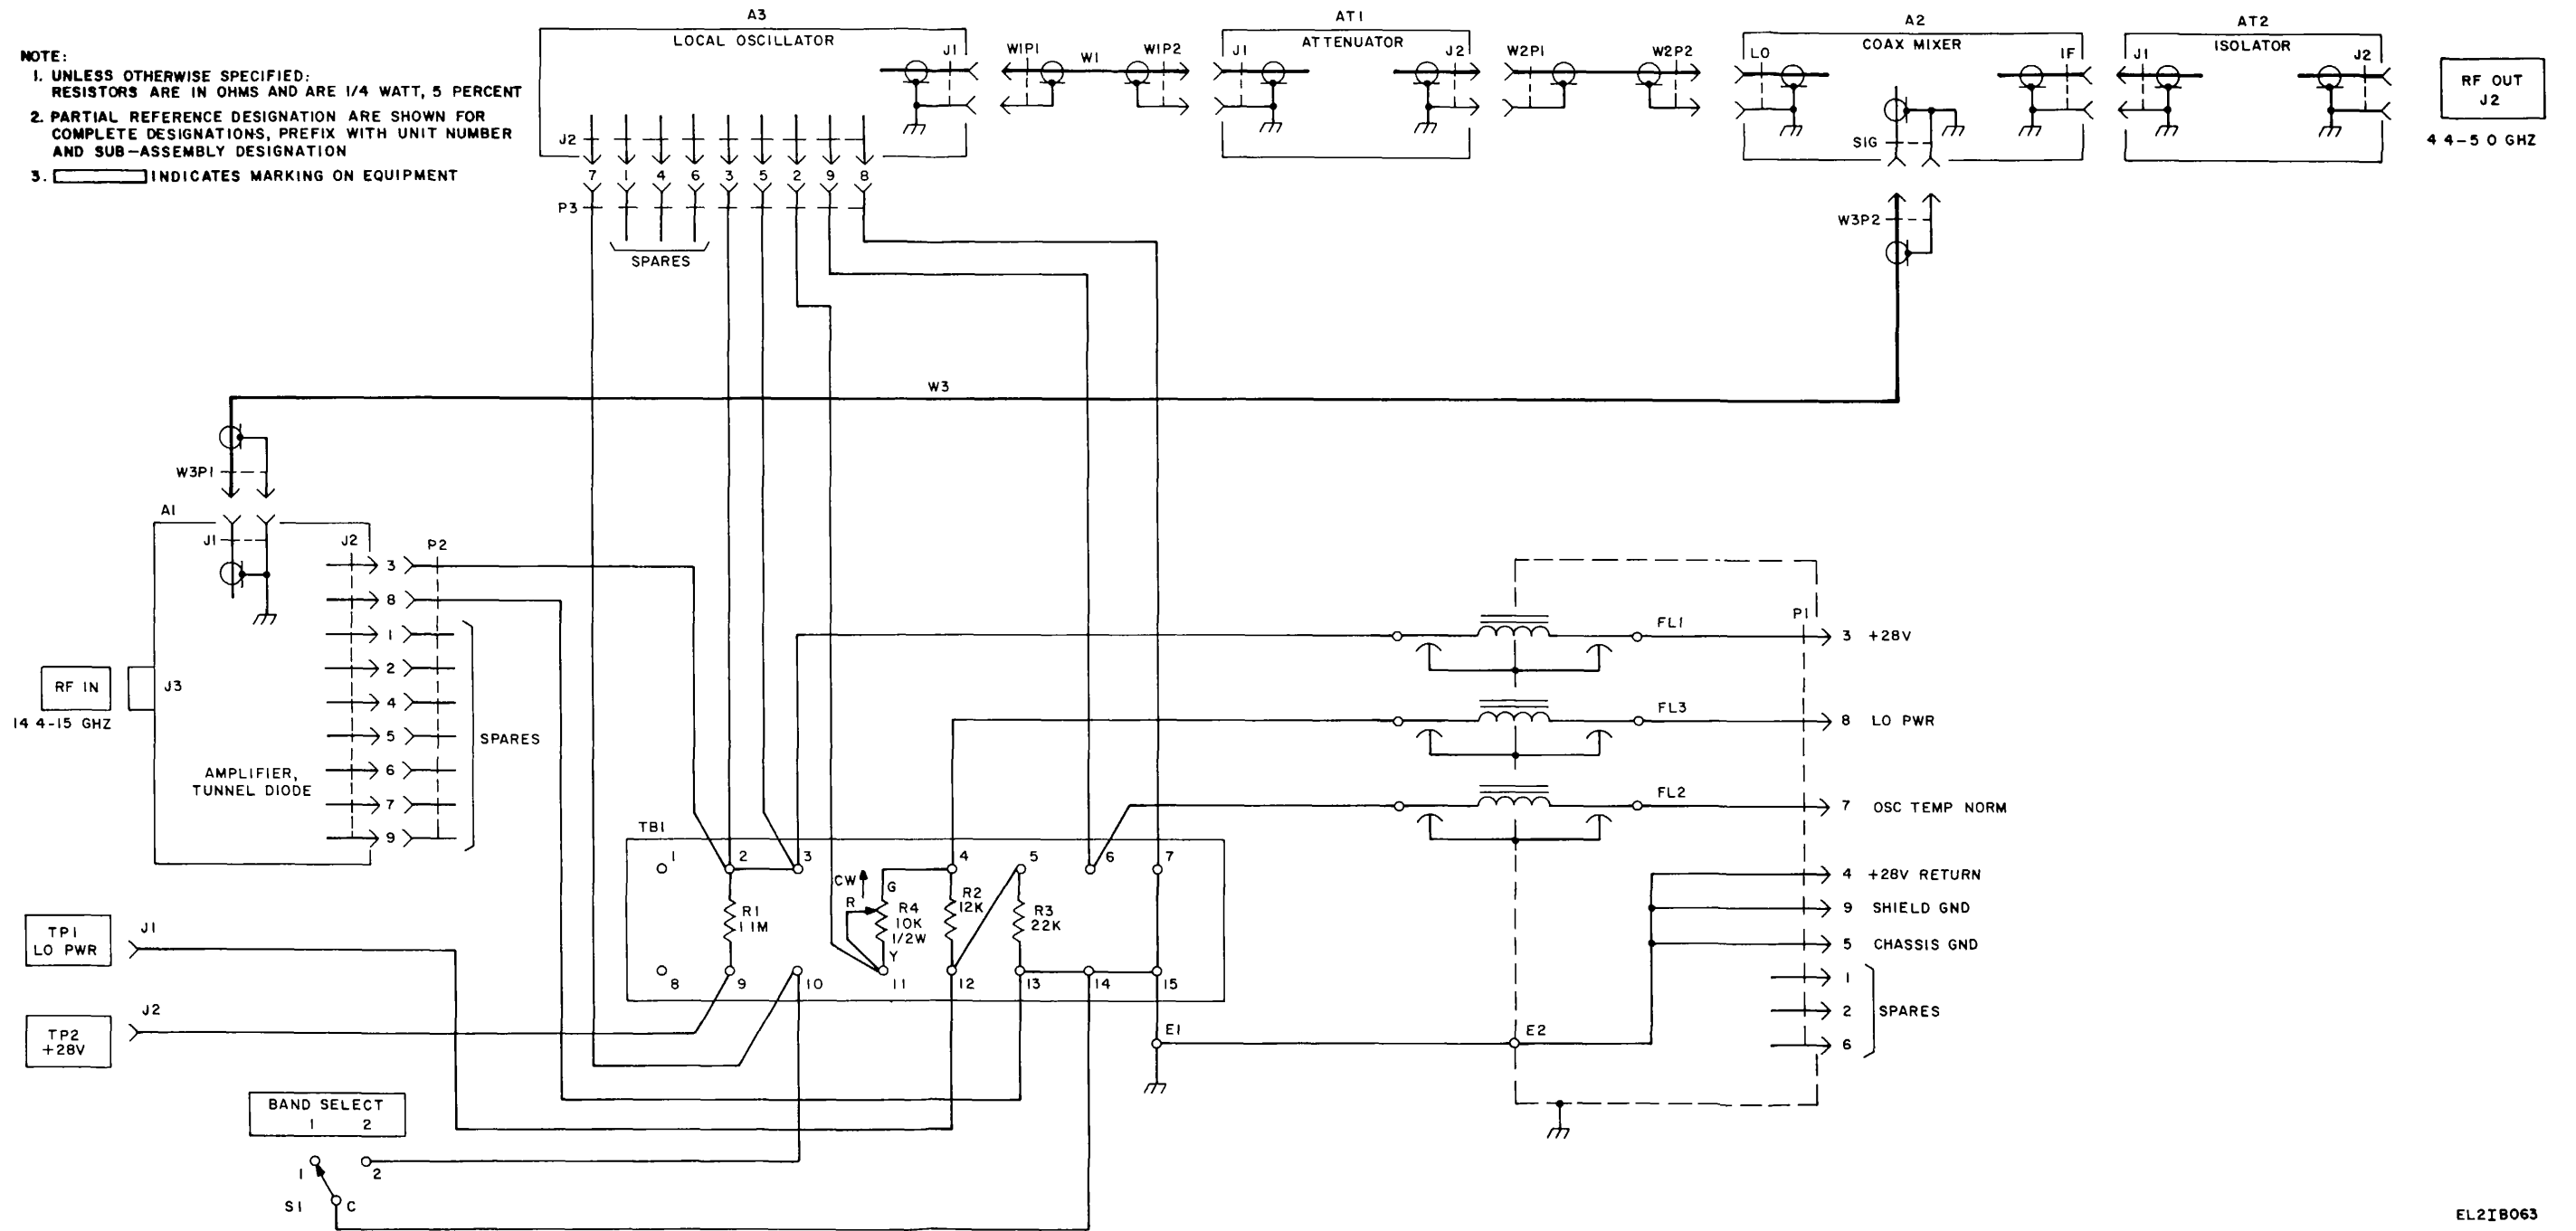 NOTE:
1. UNLESS OTHERWISE SPECIFIED:
RESISTORS ARE IN OHMS AND ARE 1/4 WATT, 5 PERCENT
2. PARTIAL REFERENCE DESIGNATION ARE SHOWN FOR
COMPLETE DESIGNATIONS, PREFIX WITH UNIT NUMBER
AND SUB-ASSEMBLY DESIGNATION
3. INDICATES MARKING ON EQUIPMENT
A3
LOCAL OSCILLATOR
J1
J2
7 1 4 6 3 5 2 9 8
P3
SPARES
W1P1
W1
W1P2
AT1
ATTENUATOR
J1
J2
W2P1
W2P2
A2
COAX MIXER
LO
IF
SIG
W3P2
AT2
ISOLATOR
J1
J2
RF OUT
J2
4 4-5 0 GHZ
W3
W3P1
A1
J1
J2
P2
3
8
1
2
4
5
6
7
9
SPARES
RF IN
J3
14 4-15 GHZ
AMPLIFIER,
TUNNEL DIODE
FL1
P1
3 +28V
FL3
8 LO PWR
FL2
7 OSC TEMP NORM
4 +28V RETURN
9 SHIELD GND
5 CHASSIS GND
1
2
6
SPARES
TB1
1 2 3 4 5 6 7
R1
1 1M
CW
R
G
R4
10K
1/2W
Y
R2
12K
R3
22K
8 9 10 11 12 13 14 15
E1
E2
TP1
LO PWR
J1
TP2
+28V
J2
BAND SELECT
1 2
1
2
S1
C
EL2IB063